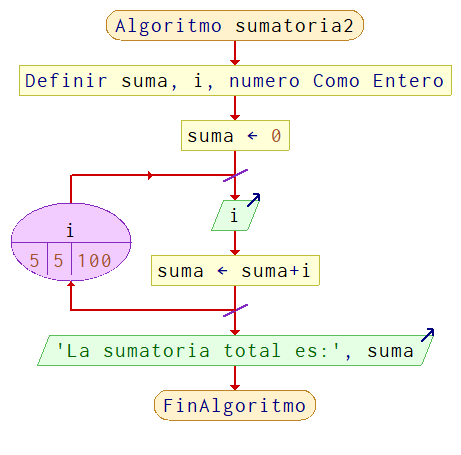 Algoritmo sumatoria2
Definir suma, i, numero Como Entero
suma ← 0
i
i
5 5 100
suma ← suma+i
'La sumatoria total es:', suma
FinAlgoritmo